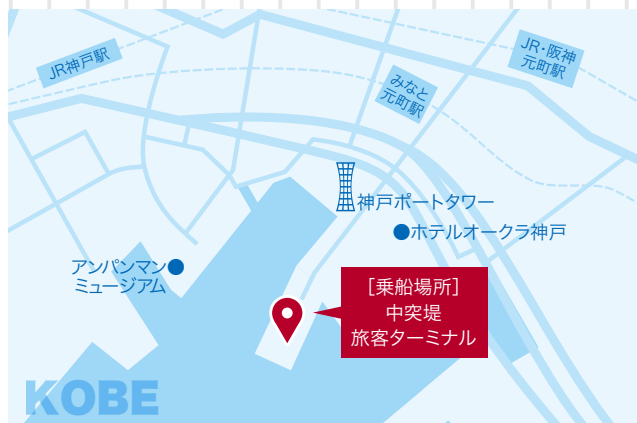 JR神戸駅
JR・阪神
元町駅
みなと
元町駅
神戸ポートタワー
ホテルオークラ神戸
アンパンマン
ミュージアム
［乗船場所］
中突堤
旅客ターミナル
KOBE